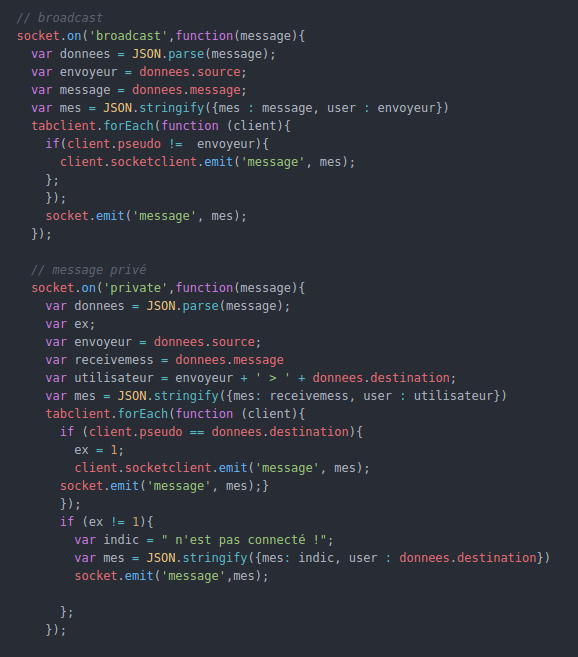 // broadcast
socket.on('broadcast',function(message){
var donnees = JSON.parse(message);
var envoyeur = donnees.source;
var message = donnees.message;
var mes = JSON.stringify({mes : message, user : envoyeur})
tabclient.forEach(function (client){
if(client.pseudo !=  envoyeur){
client.socketclient.emit('message', mes);
};
});
socket.emit('message', mes);
});
// message privé
socket.on('private',function(message){
var donnees = JSON.parse(message);
var ex;
var envoyeur = donnees.source;
var receivemess = donnees.message
var utilisateur = envoyeur + ' > ' + donnees.destination;
var mes = JSON.stringify({mes: receivemess, user : utilisateur})
tabclient.forEach(function (client){
if (client.pseudo == donnees.destination){
ex = 1;
client.socketclient.emit('message', mes);
socket.emit('message', mes);}
});
if (ex != 1){
var indic = " n'est pas connecté !";
var mes = JSON.stringify({mes: indic, user : donnees.destination})
socket.emit('message',mes);
};
});